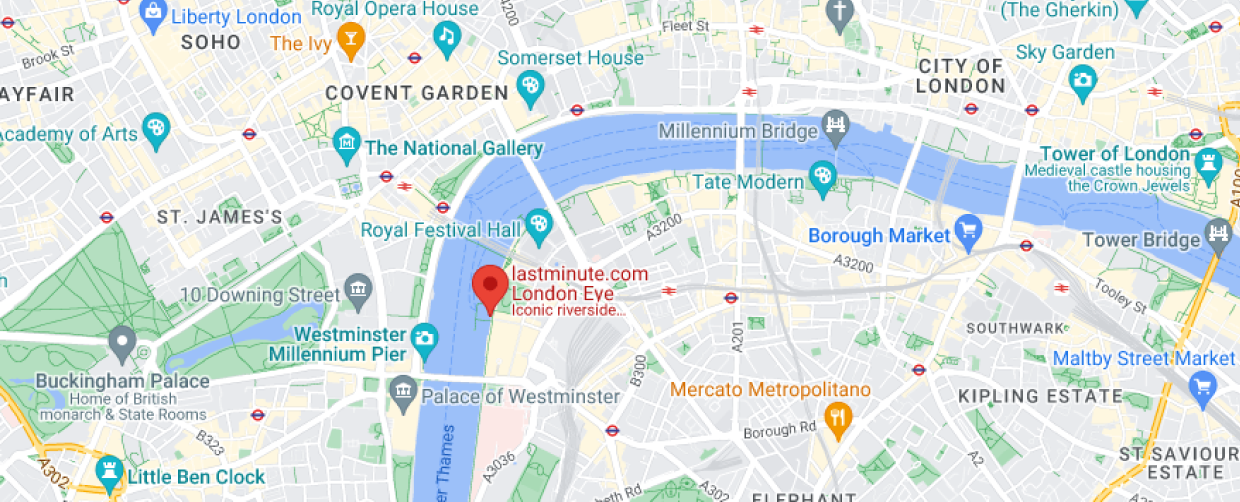 Liberty London
SOHO
Royal Opera House
The Ivy
4200
Fleet St
(The Gherkin)
Brook St
AYFAIR
COVENT GARDEN
Somerset House
Sky Garden
CITY OF
LONDON
Academy of Arts
The National Gallery
Millennium Bridge
Tower of London
Medieval castle housing
the Crown Jewels
Tate Modern
A100
ST. JAMES'S
Royal Festival Hall
A3200
Borough Market
Tower Bridge
A3200
h
10 Downing Street
lastminute.com
London Eye
Iconic riverside...
Tooley St
Westminster
Millennium Pier
A201
SOUTHWARK
B300
Maltby Street Market
Buckingham Palace
Home of British
monarch & State Rooms
Palace of Westminster
Mercato Metropolitano
KIPLING ESTATE
B323
er Thames
Borough Rd
A302
Little Ben Clock
A3036
A2
ST SAVIOUR
ESTATE
beth Rd
A302
ELEPHANT